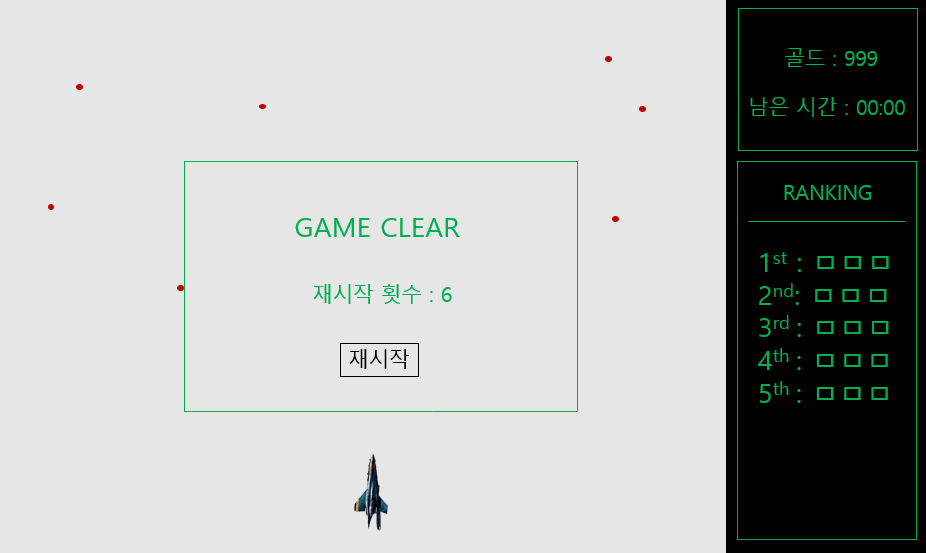 GAME CLEAR
재시작 횟수 : 6
재시작
골드 : 999
남은 시간 : 00:00
RANKING
1st : ㅁ ㅁ ㅁ
2nd: ㅁ ㅁ ㅁ
3rd : ㅁ ㅁ ㅁ
4th : ㅁ ㅁ ㅁ
5th : ㅁ ㅁ ㅁ